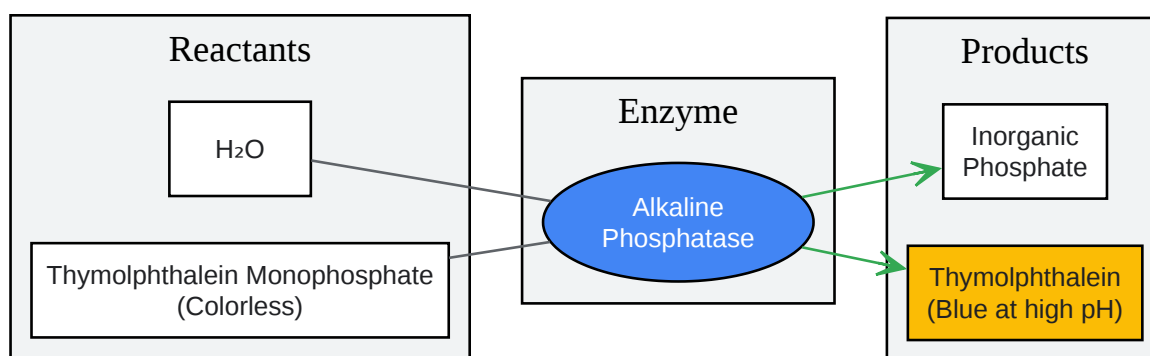 Reactants
H₂O
Thymolphthalein Monophosphate
(Colorless)
Enzyme
Alkaline
Phosphatase
Products
Inorganic
Phosphate
Thymolphthalein
(Blue at high pH)